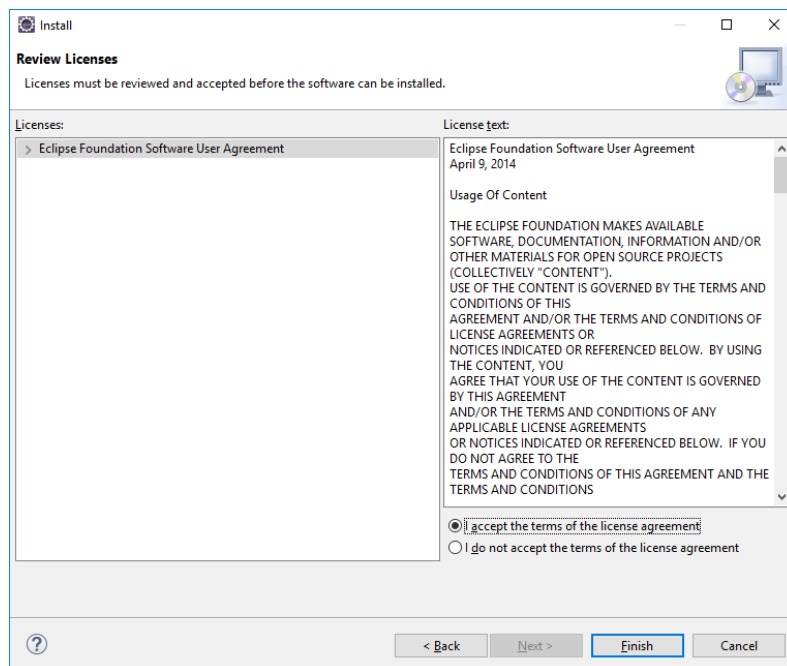 Install
Review Licenses
Licenses must be reviewed and accepted before the software can be installed.
Licenses:
Eclipse Foundation Software User Agreement
License text:
Eclipse Foundation Software User Agreement
April 9, 2014
Usage Of Content
THE ECLIPSE FOUNDATION MAKES AVAILABLE
SOFTWARE, DOCUMENTATION, INFORMATION AND/OR
OTHER MATERIALS FOR OPEN SOURCE PROJECTS
(COLLECTIVELY "CONTENT").
USE OF THE CONTENT IS GOVERNED BY THE TERMS AND
CONDITIONS OF THIS
AGREEMENT AND/OR THE TERMS AND CONDITIONS OF
LICENSE AGREEMENTS OR
NOTICES INDICATED OR REFERENCED BELOW.  BY USING
THE CONTENT, YOU
AGREE THAT YOUR USE OF THE CONTENT IS GOVERNED
BY THIS AGREEMENT
AND/OR THE TERMS AND CONDITIONS OF ANY
APPLICABLE LICENSE AGREEMENTS
OR NOTICES INDICATED OR REFERENCED BELOW.  IF YOU
DO NOT AGREE TO THE
TERMS AND CONDITIONS OF THIS AGREEMENT AND THE
TERMS AND CONDITIONS
I accept the terms of the license agreement
I do not accept the terms of the license agreement
?
< Back
Next >
Finish
Cancel